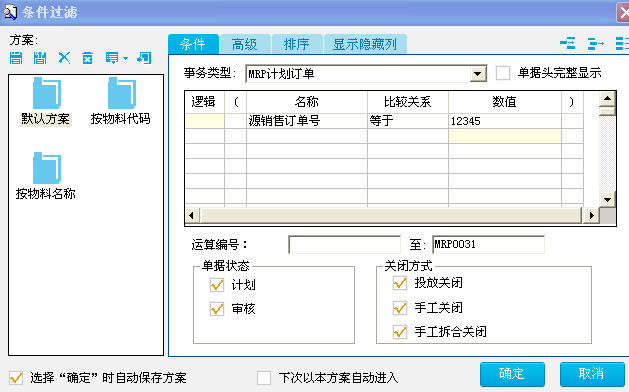 条件过滤
方案:
默认方案
按物料代码
按物料名称
条件 高级 排序 显示隐藏列
事务类型: MRP计划订单 单据头完整显示
逻辑 ( 名称 比较关系 数值 )
源销售订单号 等于 12345
运算编号: 至: MRP0031
单据状态
计划
审核
关闭方式
投放关闭
手工关闭
手工拆合关闭
选择“确定”时自动保存方案 下次以本方案自动进入 确定 取消